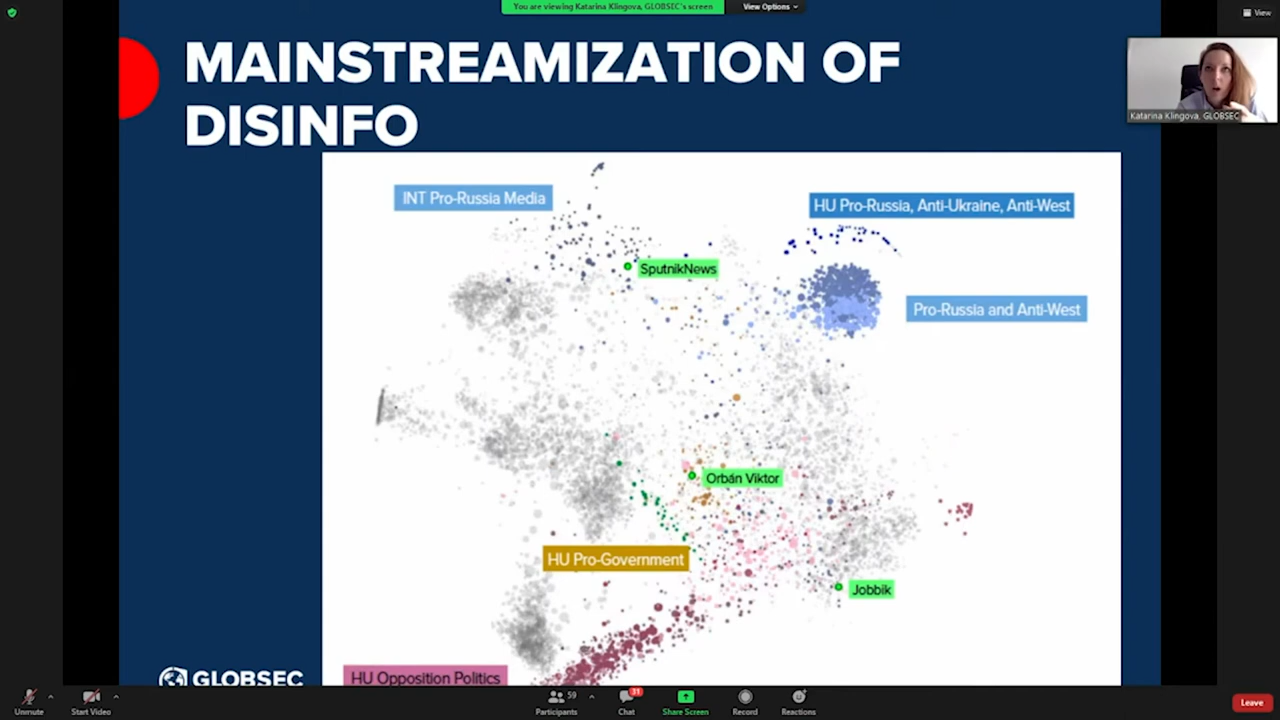 You are viewing Katarina Klingova, GLOBSEC's screen
View Options
View
MAINSTREAMIZATION OF
DISINFO
Katarina Klingova, GLOBSEC
INT Pro-Russia Media
HU Pro-Russia, Anti-Ukraine, Anti-West
SputnikNews
Pro-Russia and Anti-West
Orbán Viktor
HU Pro-Government
Jobbik
HU Opposition Politics
GLOBSEC
Unmute
Start Video
59
Participants
31
Chat
Share Screen
Record
Reactions
Leave